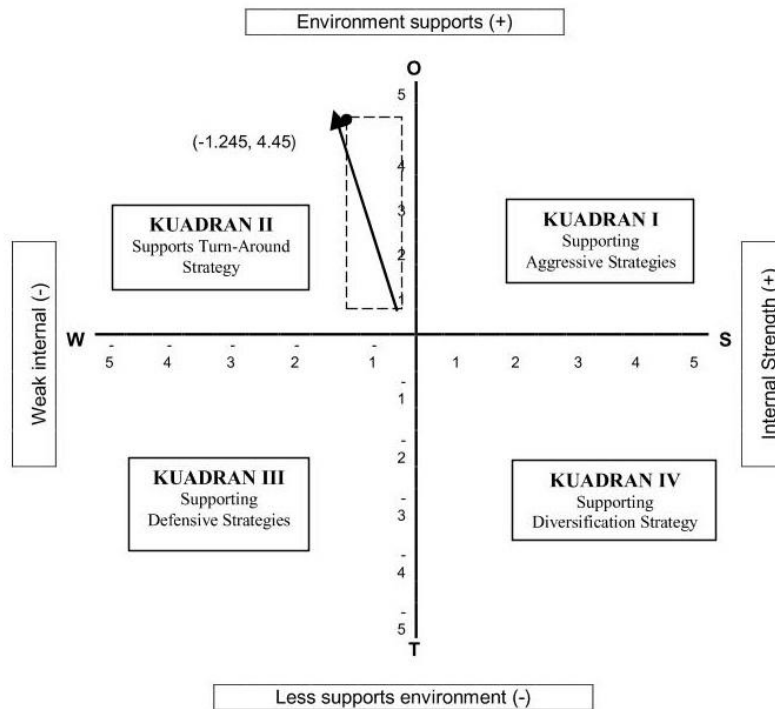 Environment supports (+)
O
5
(-1.245, 4.45)
4
KUADRAN II
Supports Turn-Around
Strategy
3
2
1
KUADRAN I
Supporting
Aggressive Strategies
Weak internal (-)
Internal Strength (+)
W
S
- - - - -
5 4 3 2 1
1 2 3 4 5
-
1
-
2
-
3
-
4
-
5
KUADRAN III
Supporting
Defensive Strategies
KUADRAN IV
Supporting
Diversification Strategy
T
Less supports environment (-)